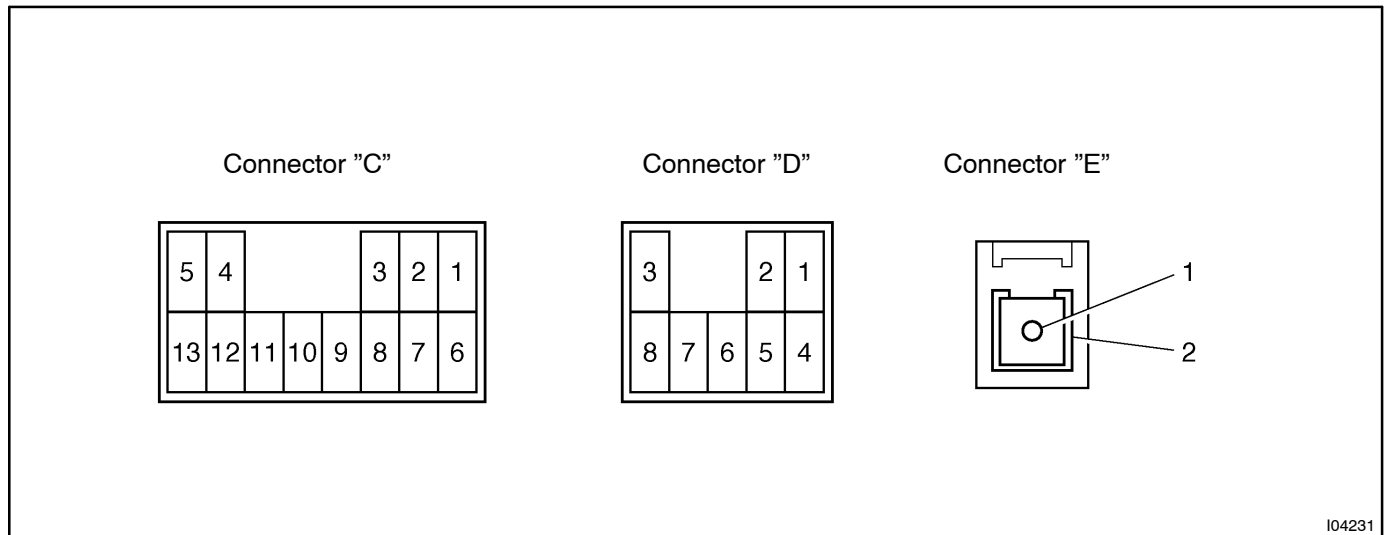 Connector ”C” Connector ”D” Connector ”E”
5 4 3 2 1 3 2 1 1
13 12 11 10 9 8 7 6 8 7 6 5 4 2
I04231